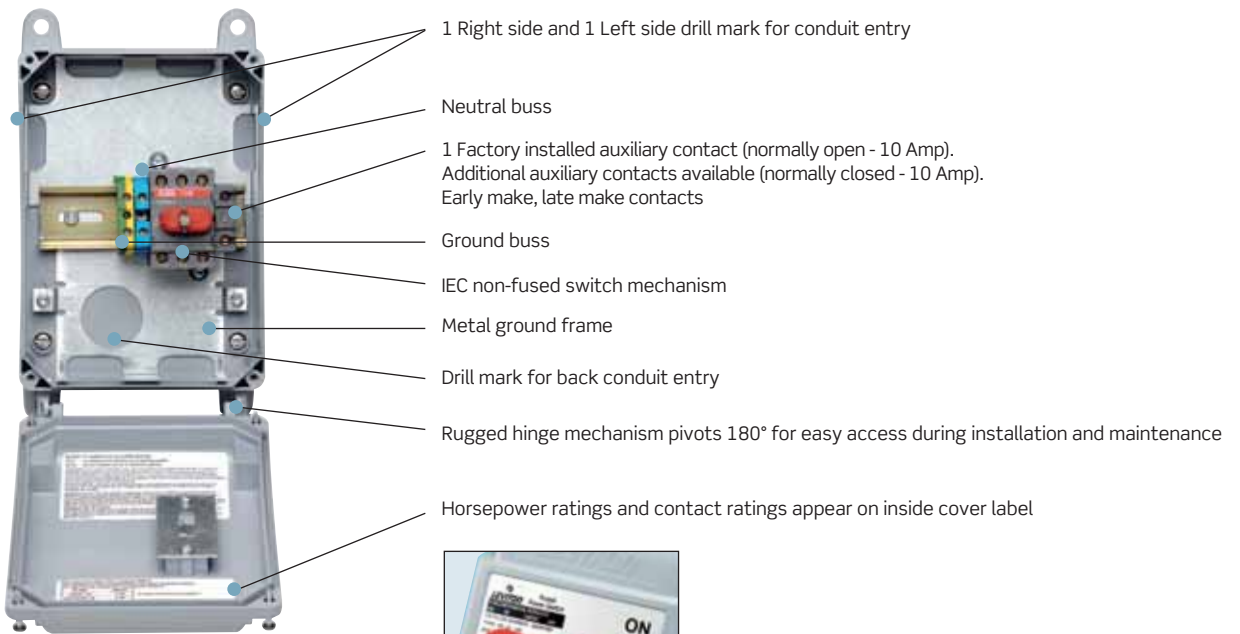 1 Right side and 1 Left side drill mark for conduit entry
Neutral buss
1 Factory installed auxiliary contact (normally open - 10 Amp).
Additional auxiliary contacts available (normally closed - 10 Amp).
Early make, late make contacts
Ground buss
IEC non-fused switch mechanism
Metal ground frame
Drill mark for back conduit entry
Rugged hinge mechanism pivots 180° for easy access during installation and maintenance
Horsepower ratings and contact ratings appear on inside cover label
ON